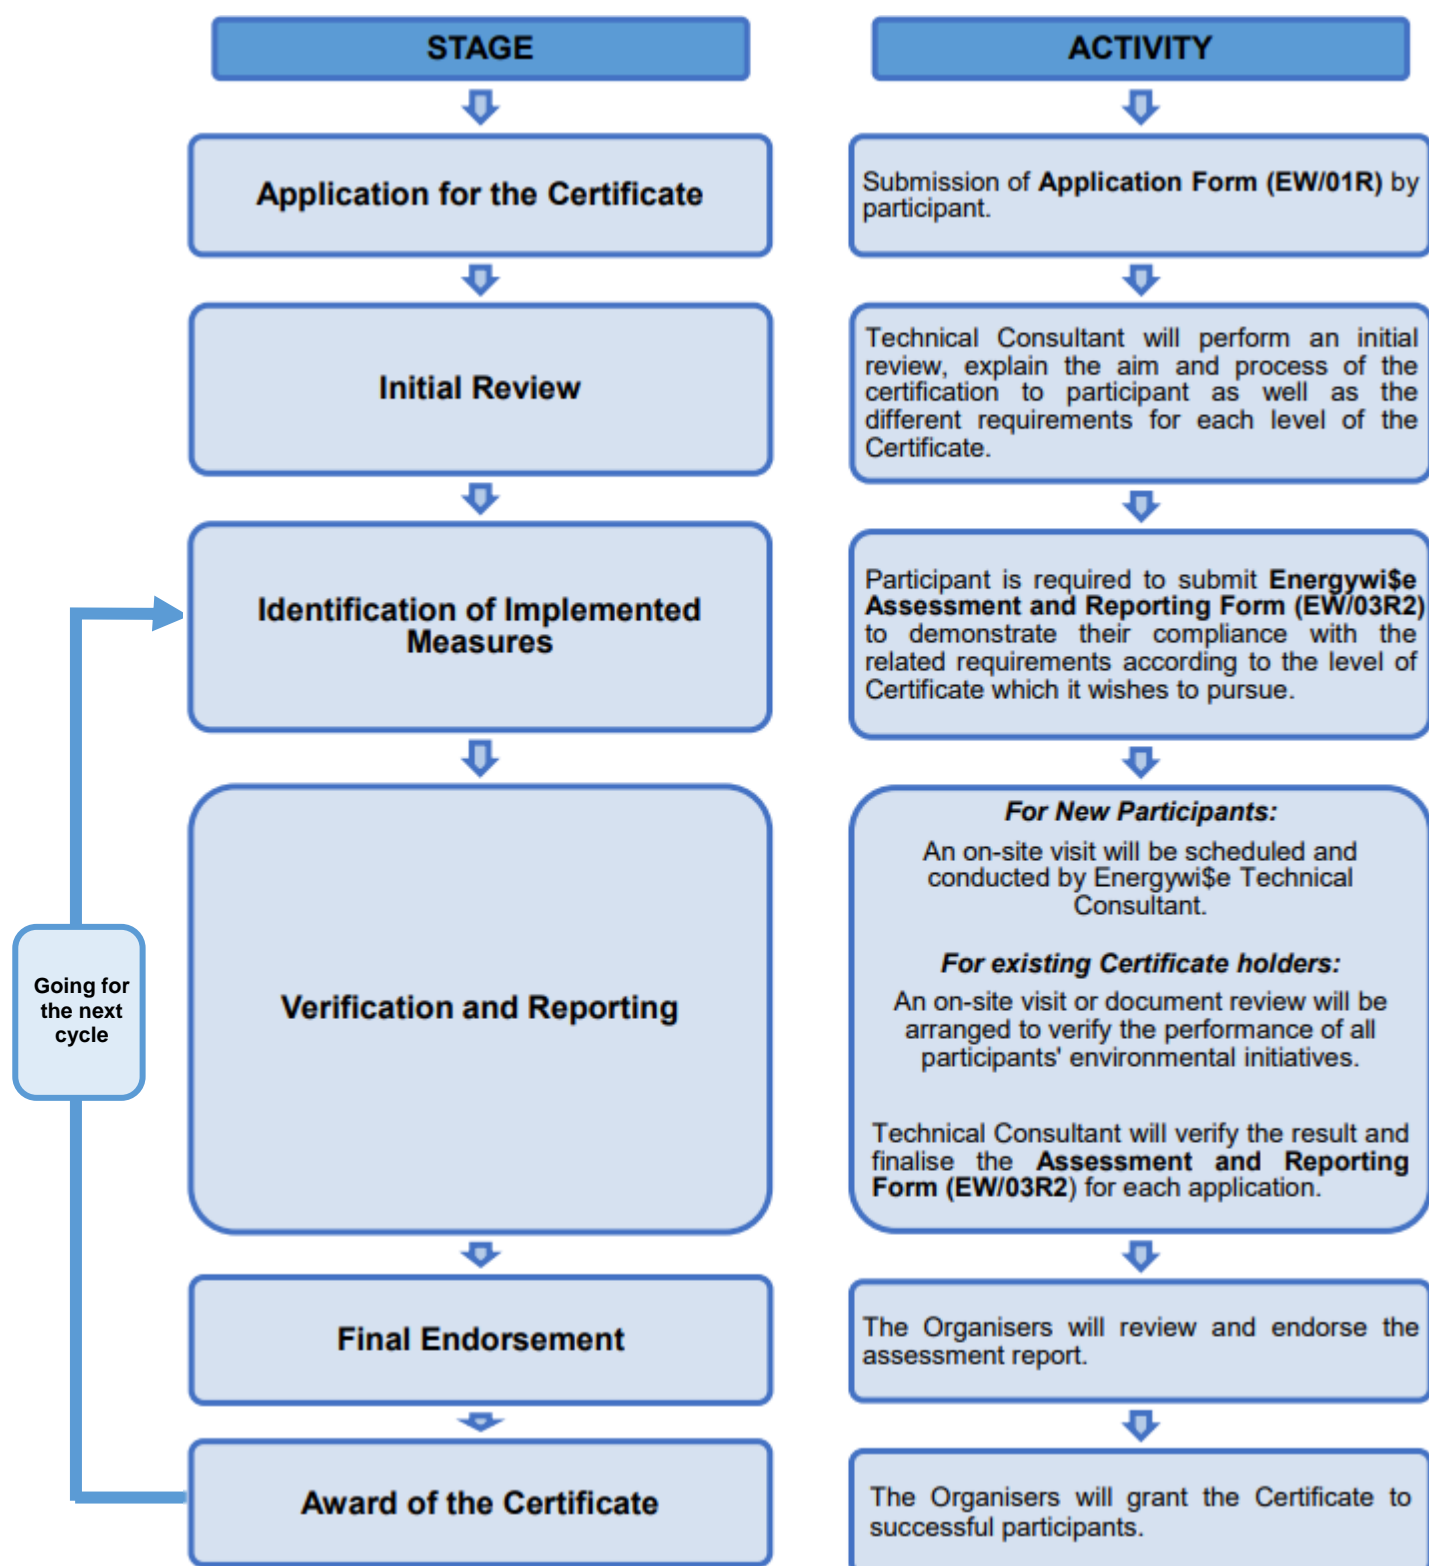 STAGE
ACTIVITY
Application for the Certificate
Submission of Application Form (EW/01R) by
participant.
Initial Review
Technical Consultant will perform an initial
review, explain the aim and process of the
certification to participant as well as the
different requirements for each level of the
Certificate.
Identification of Implemented
Measures
Participant is required to submit Energywi$e
Assessment and Reporting Form (EW/03R2)
to demonstrate their compliance with the
related requirements according to the level of
Certificate which it wishes to pursue.
Going for
the next
cycle
Verification and Reporting
For New Participants:
An on-site visit will be scheduled and
conducted by Energywi$e Technical
Consultant.
For existing Certificate holders:
An on-site visit or document review will be
arranged to verify the performance of all
participants' environmental initiatives.
Technical Consultant will verify the result and
finalise the Assessment and Reporting
Form (EW/03R2) for each application.
Final Endorsement
The Organisers will review and endorse the
assessment report.
Award of the Certificate
The Organisers will grant the Certificate to
successful participants.